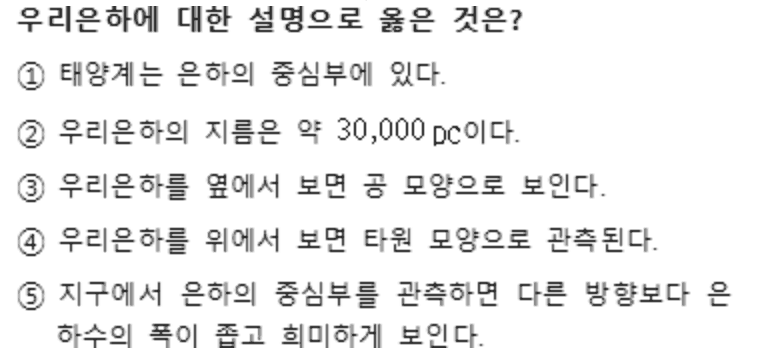 우리은하에 대한 설명으로 옳은 것은?
① 태양계는 은하의 중심부에 있다.
② 우리은하의 지름은 약 30,000 pc이다.
③ 우리은하를 옆에서 보면 공 모양으로 보인다.
④ 우리은하를 위에서 보면 타원 모양으로 관측된다.
⑤ 지구에서 은하의 중심부를 관측하면 다른 방향보다 은
하수의 폭이 좁고 희미하게 보인다.